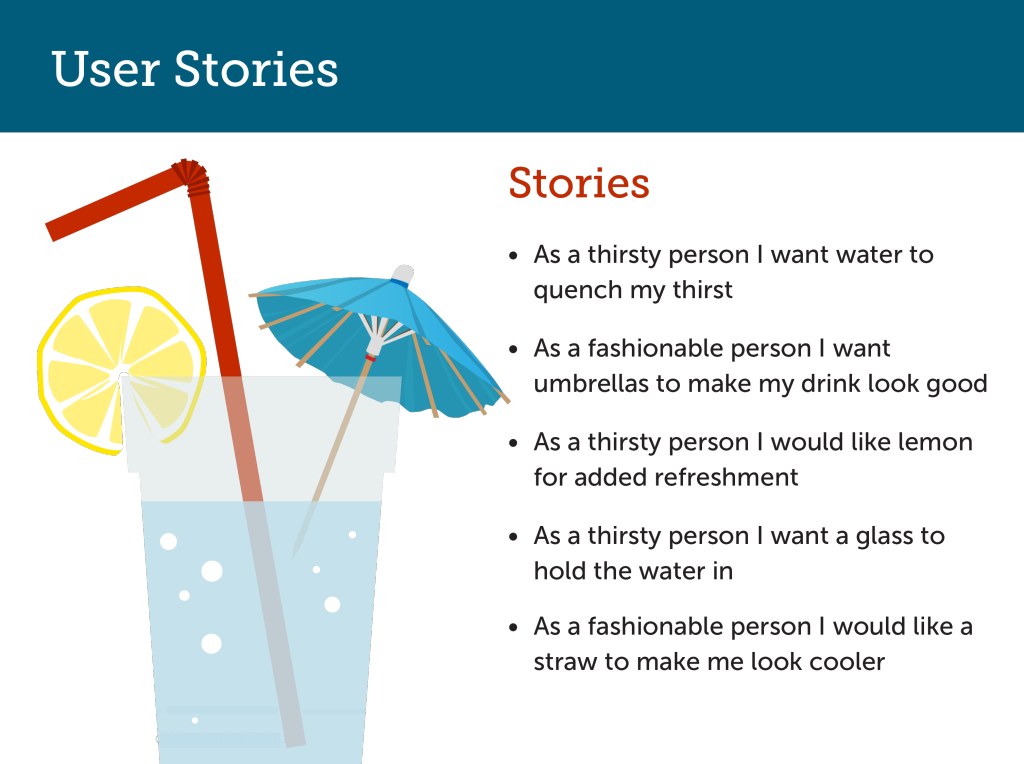 User Stories
Stories
• As a thirsty person I want water to
quench my thirst
• As a fashionable person I want
umbrellas to make my drink look good
• As a thirsty person I would like lemon
for added refreshment
• As a thirsty person I want a glass to
hold the water in
• As a fashionable person I would like a
straw to make me look cooler